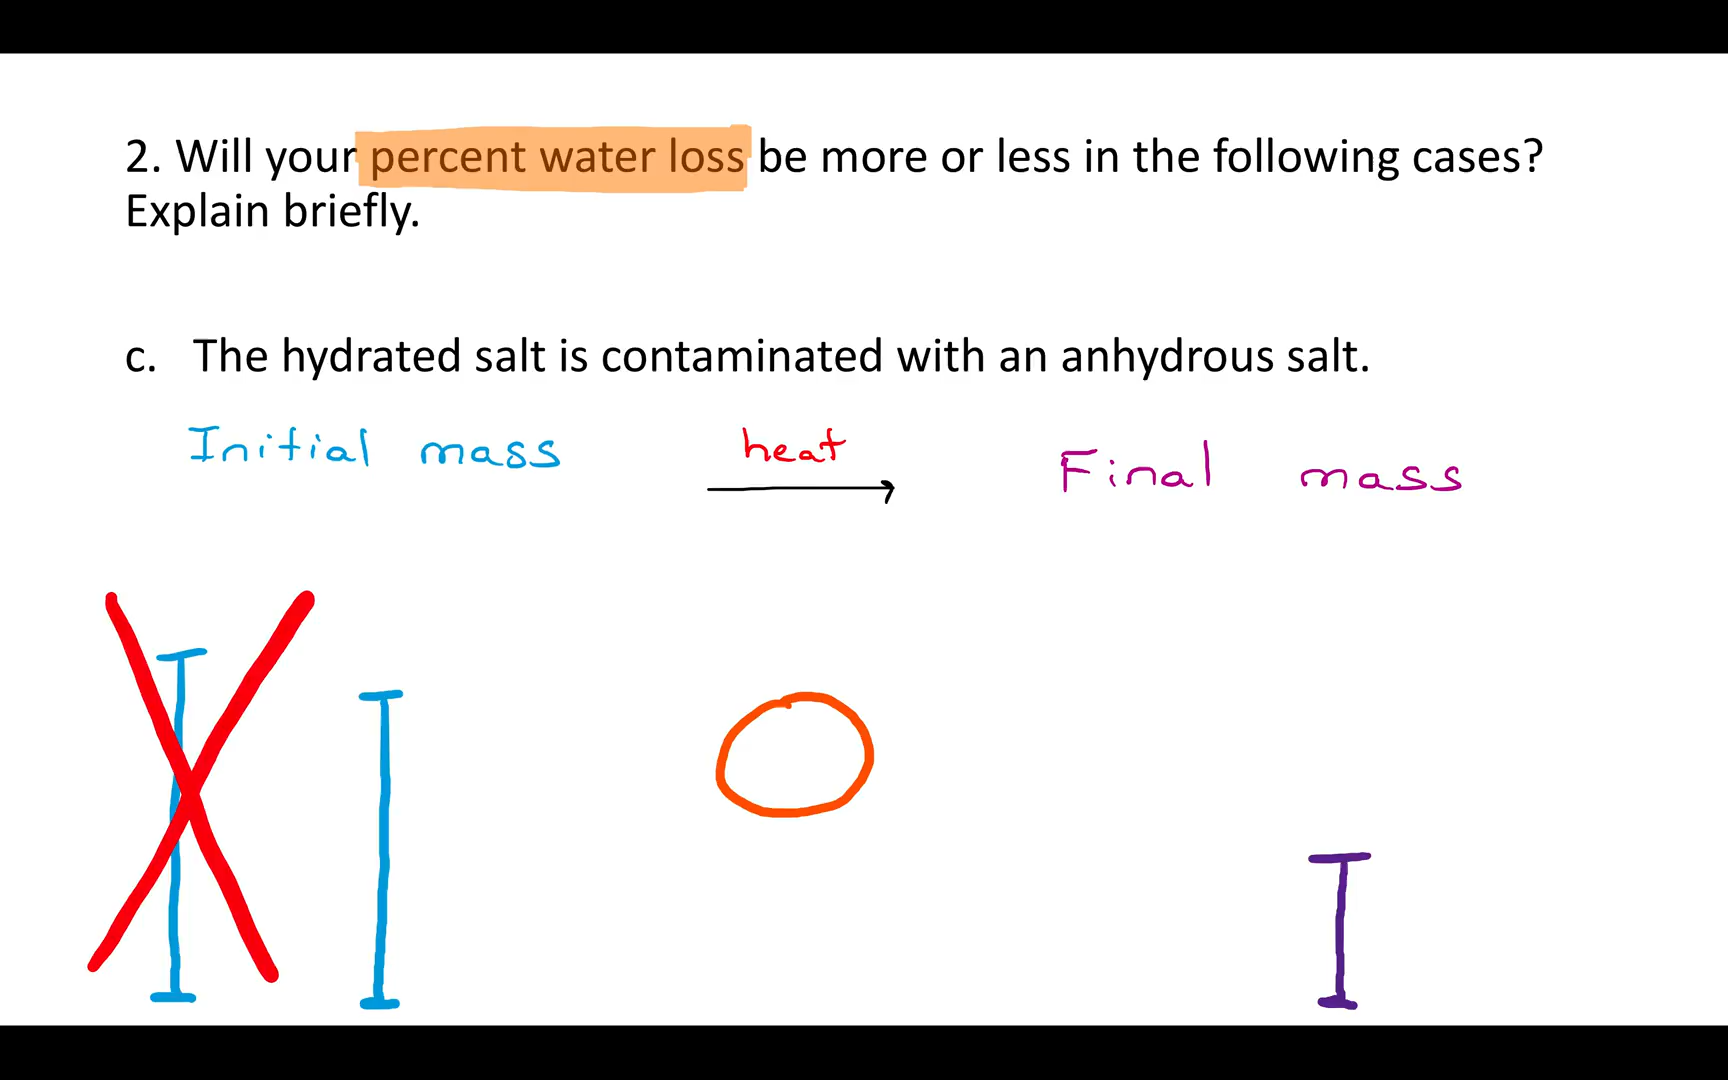 2. Will your percent water loss be more or less in the following cases?
Explain briefly.
c. The hydrated salt is contaminated with an anhydrous salt.
Initial mass heat Final mass